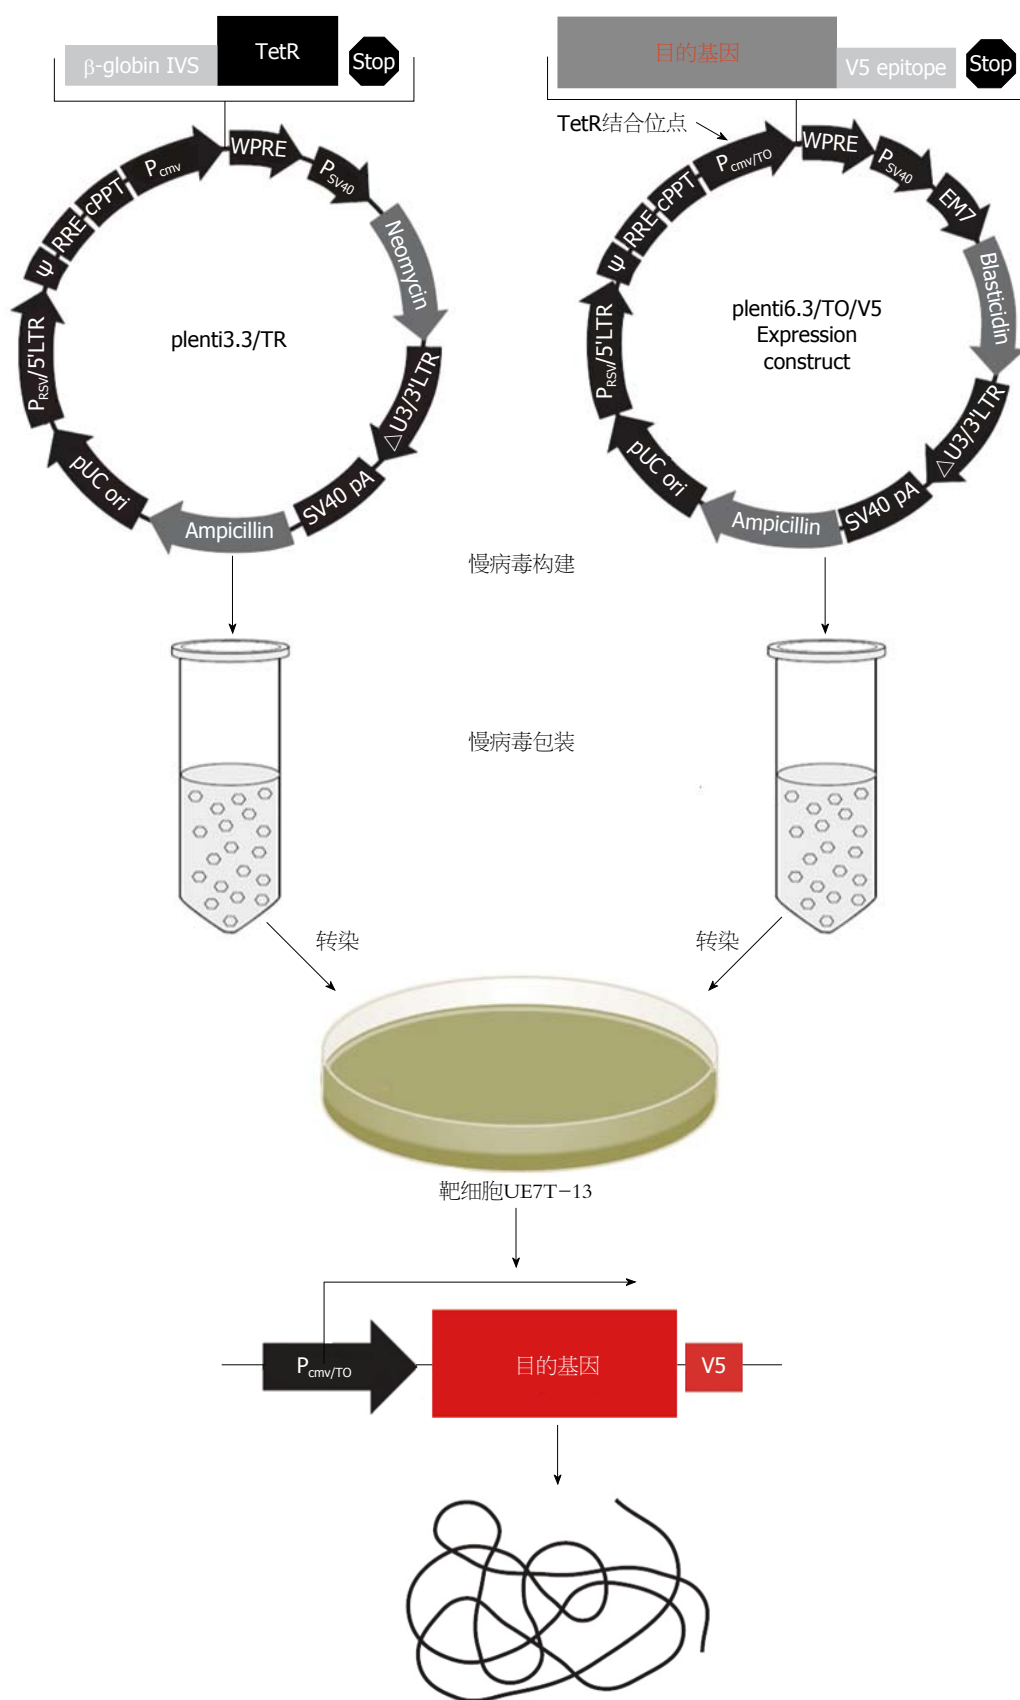 β-globin IVS
TetR
Stop
目的基因
V5 epitope
Stop
TetR结合位点
Pcmv
WPRE
PSV40
Neomycin
△U3/3'LTR
SV40 pA
Ampicillin
pUC ori
PRSV/5'LTR
Ψ
RRE
cPPT
plenti3.3/TR
Pcmv/TO
WPRE
PSV40
EM7
Blasticidin
△U3/3'LTR
SV40 pA
Ampicillin
pUC ori
PRSV/5'LTR
Ψ
RRE
cPPT
plenti6.3/TO/V5
Expression
construct
慢病毒构建
慢病毒包装
转染
转染
靶细胞UE7T-13
Pcmv/TO
目的基因
V5